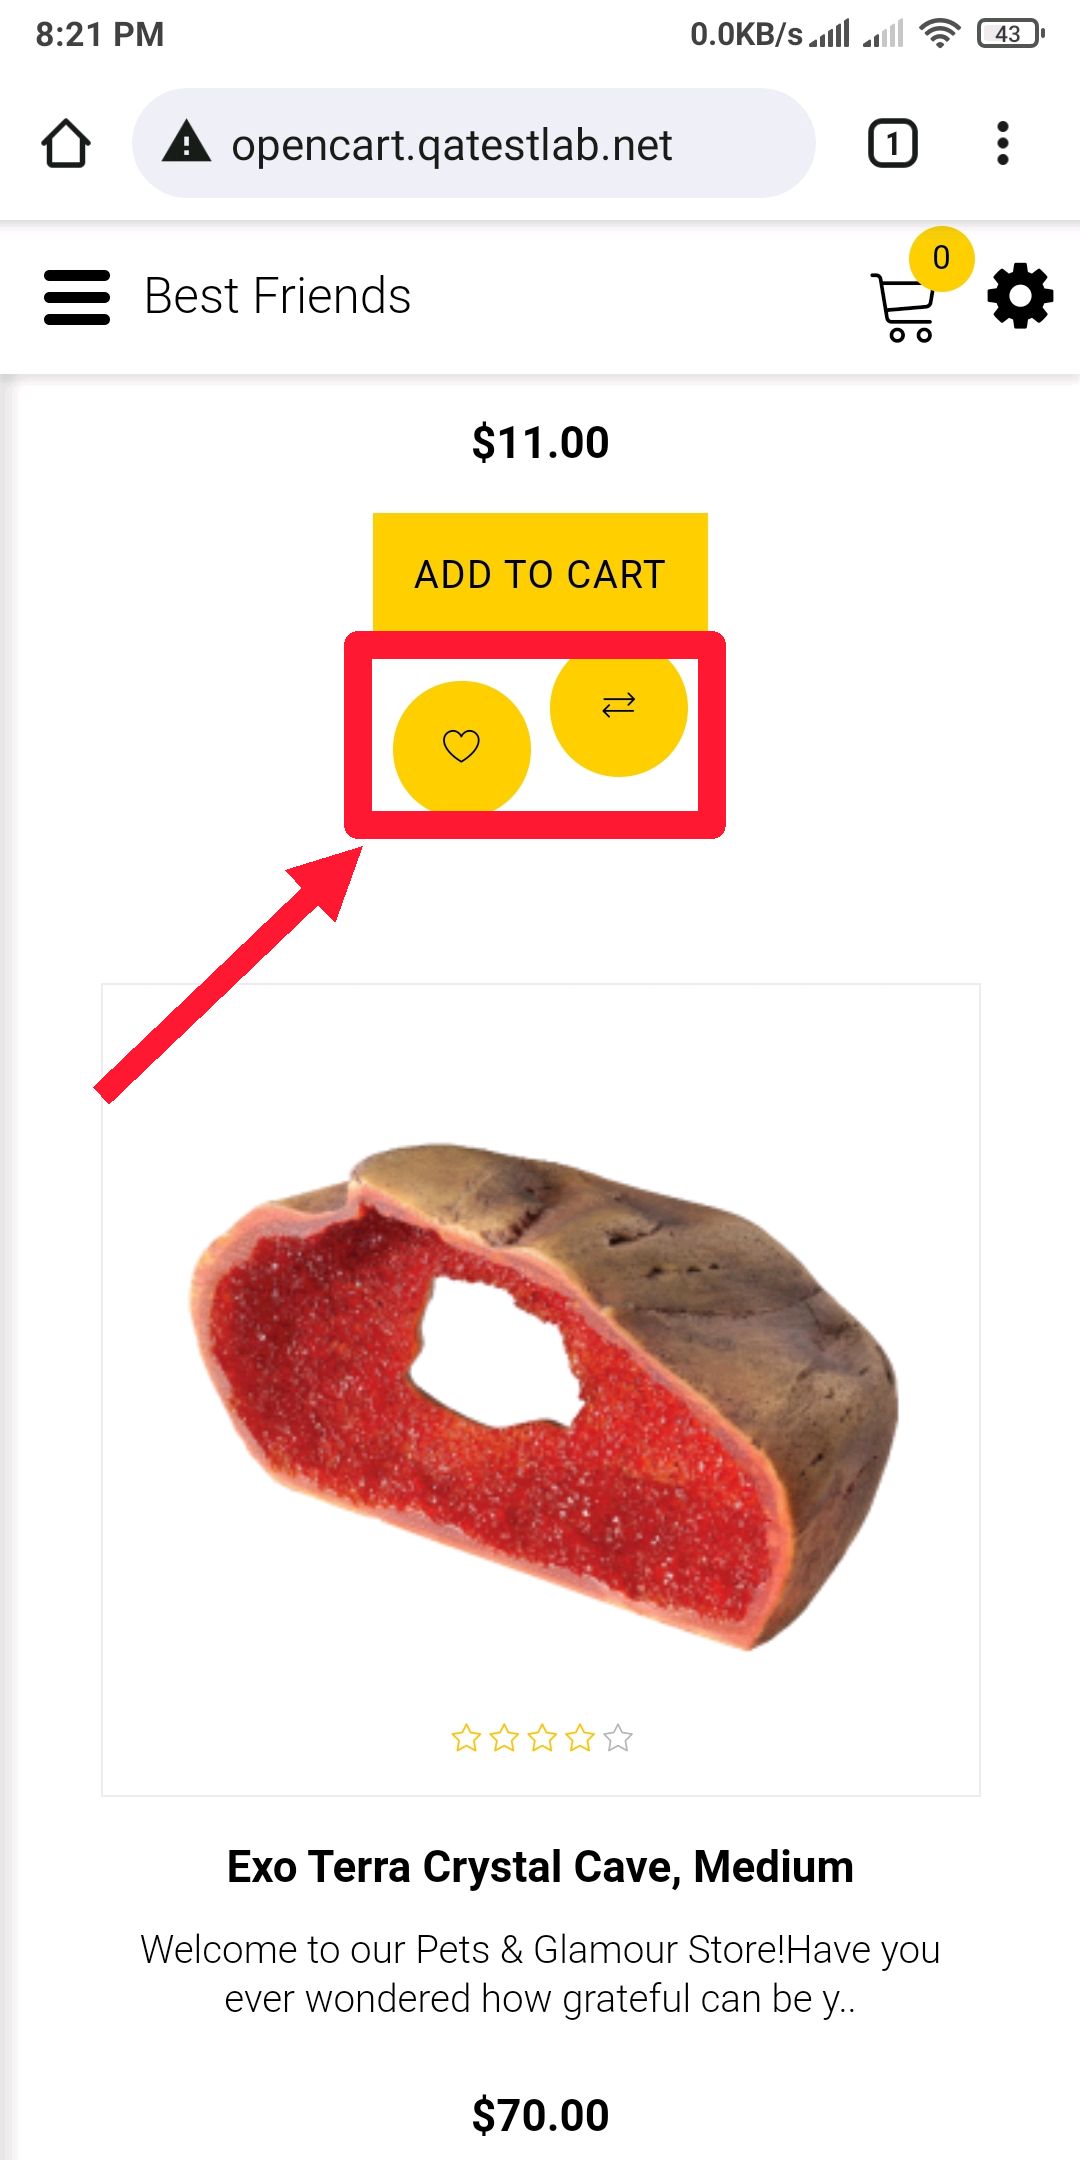 8:21 PM
0.0KB/s
43
opencart.qatestlab.net
1
Best Friends
0
$11.00
ADD TO CART
Exo Terra Crystal Cave, Medium
Welcome to our Pets & Glamour Store!Have you
ever wondered how grateful can be y..
$70.00